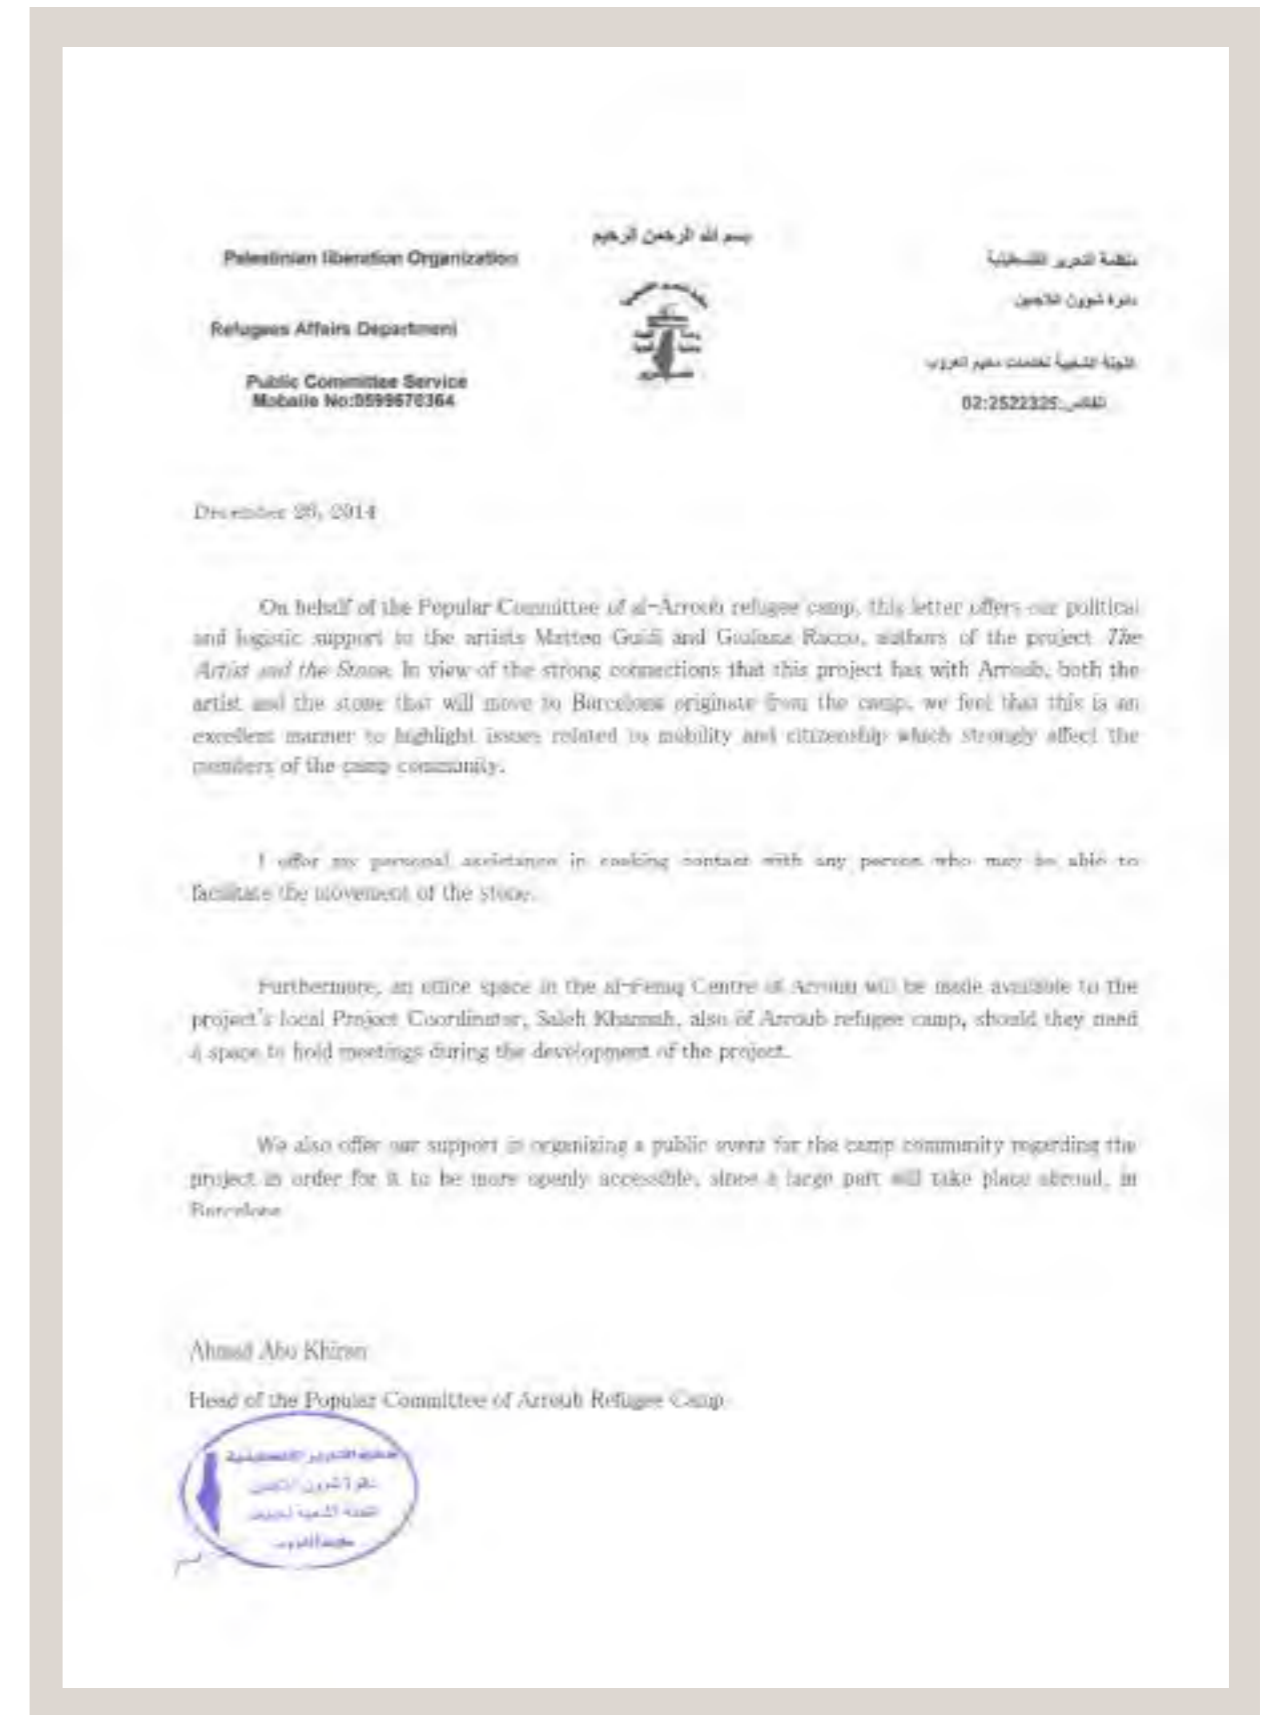 بسم الله الرحمن الرحيم
Palestinian liberation Organization
Refugees Affairs Department
Public Committee Service
Mobaile No:0599670364
منظمة التحرير الفلسطينية
دائرة شؤون اللاجئين
اللجنة الشعبية لخدمات مخيم العروب
تلفاكس:02:2522325
December 26, 2014
On behalf of the Popular Committee of al-Arroub refugee camp, this letter offers our political
and logistic support to the artists Matteo Guidi and Giuliana Racco, authors of the project The
Artist and the Stone. In view of the strong connections that this project has with Arroub, both the
artist and the stone that will move to Barcelona originate from the camp, we feel that this is an
excellent manner to highlight issues related to mobility and citizenship which strongly affect the
members of the camp community.
I offer my personal assistance in seeking contact with any person who may be able to
facilitate the movement of the stone.
Furthermore, an office space in the Centre of Arroub will be made available to the
project's local Project Coordinator, Saleh Khannah, also of Arroub refugee camp, should they need
a space to hold meetings during the development of the project.
We also offer our support in organizing a public event for the camp community regarding the
project in order for it to be more openly accessible, since a large part will take place abroad, in
Barcelona
Ahmad Abu Khiran
Head of the Popular Committee of Arroub Refugee Camp
منظمة التحرير الفلسطينية
دائرة شؤون اللاجئين
اللجنة الشعبية لخدمات
مخيم العروب